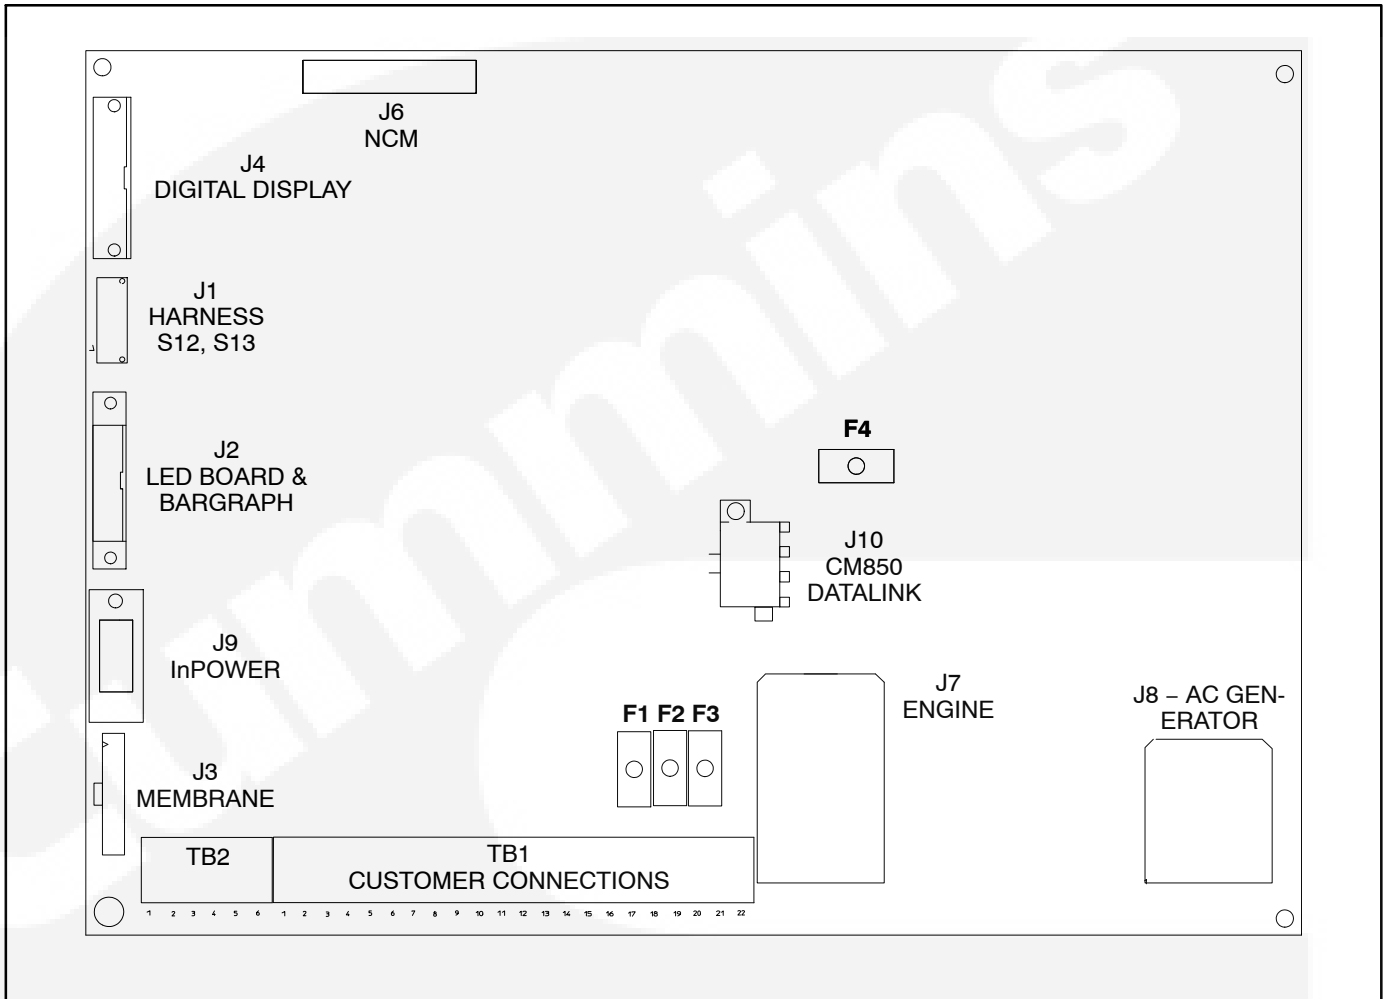 J6
NCM
J4
DIGITAL DISPLAY
J1
HARNESS
S12, S13
J2
LED BOARD &
BARGRAPH
F4
J10
CM850
DATALINK
J9
InPOWER
J7
ENGINE
J8 – AC GEN-
ERATOR
F1 F2 F3
J3
MEMBRANE
TB2
TB1
CUSTOMER CONNECTIONS
1 2 3 4 5 6 1 2 3 4 5 6 7 8 9 10 11 12 13 14 15 16 17 18 19 20 21 22
Cummins